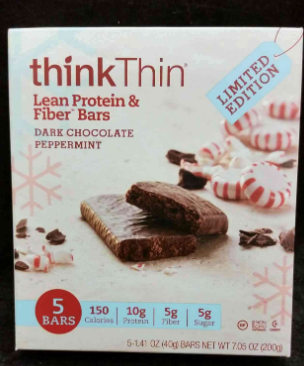 thinkThin®
LIMITED
EDITION
Lean Protein &
Fiber™ Bars
DARK CHOCOLATE
PEPPERMINT
5
BARS
150
Calories
10g
Protein
5g
Fiber
5g
Sugar
5-1.41 OZ (40g) BARS NET WT 7.05 OZ (200g)